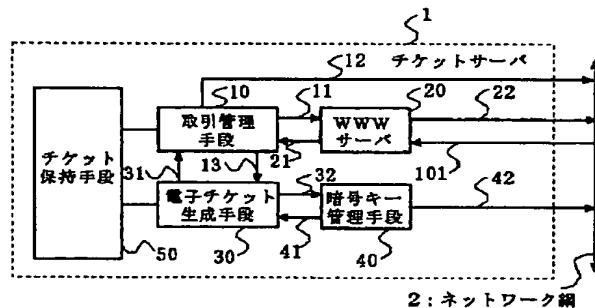 1
12
チケットサーバ
10
11
20
22
取引管理
手段
WWW
サーバ
チケット
保持手段
31
13
21
101
32
42
電子チケット
生成手段
暗号キー
管理手段
50
30
41
40
2:ネットワーク網